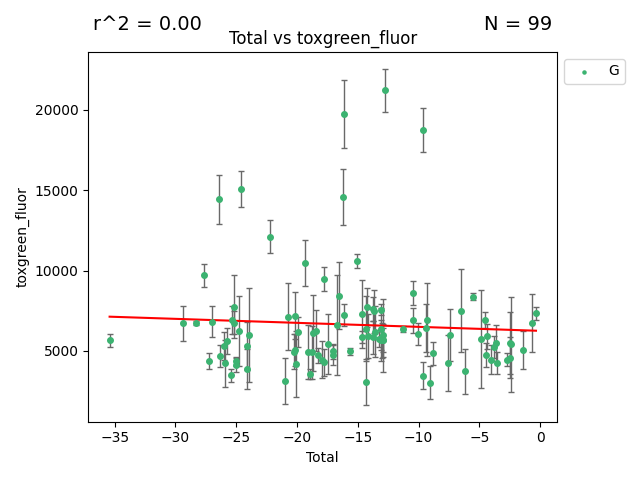 r^2 = 0.00
N = 99
Total vs toxgreen_fluor
G
20000
15000
10000
5000
toxgreen_fluor
−35
−30
−25
−20
−15
−10
−5
0
Total